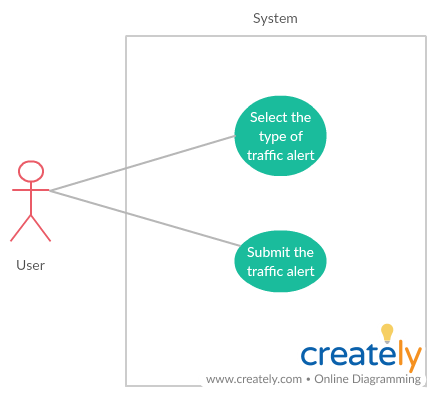 System
Select the
type of
traffic alert
User
Submit the
traffic alert
creately
www.creately.com • Online Diagramming